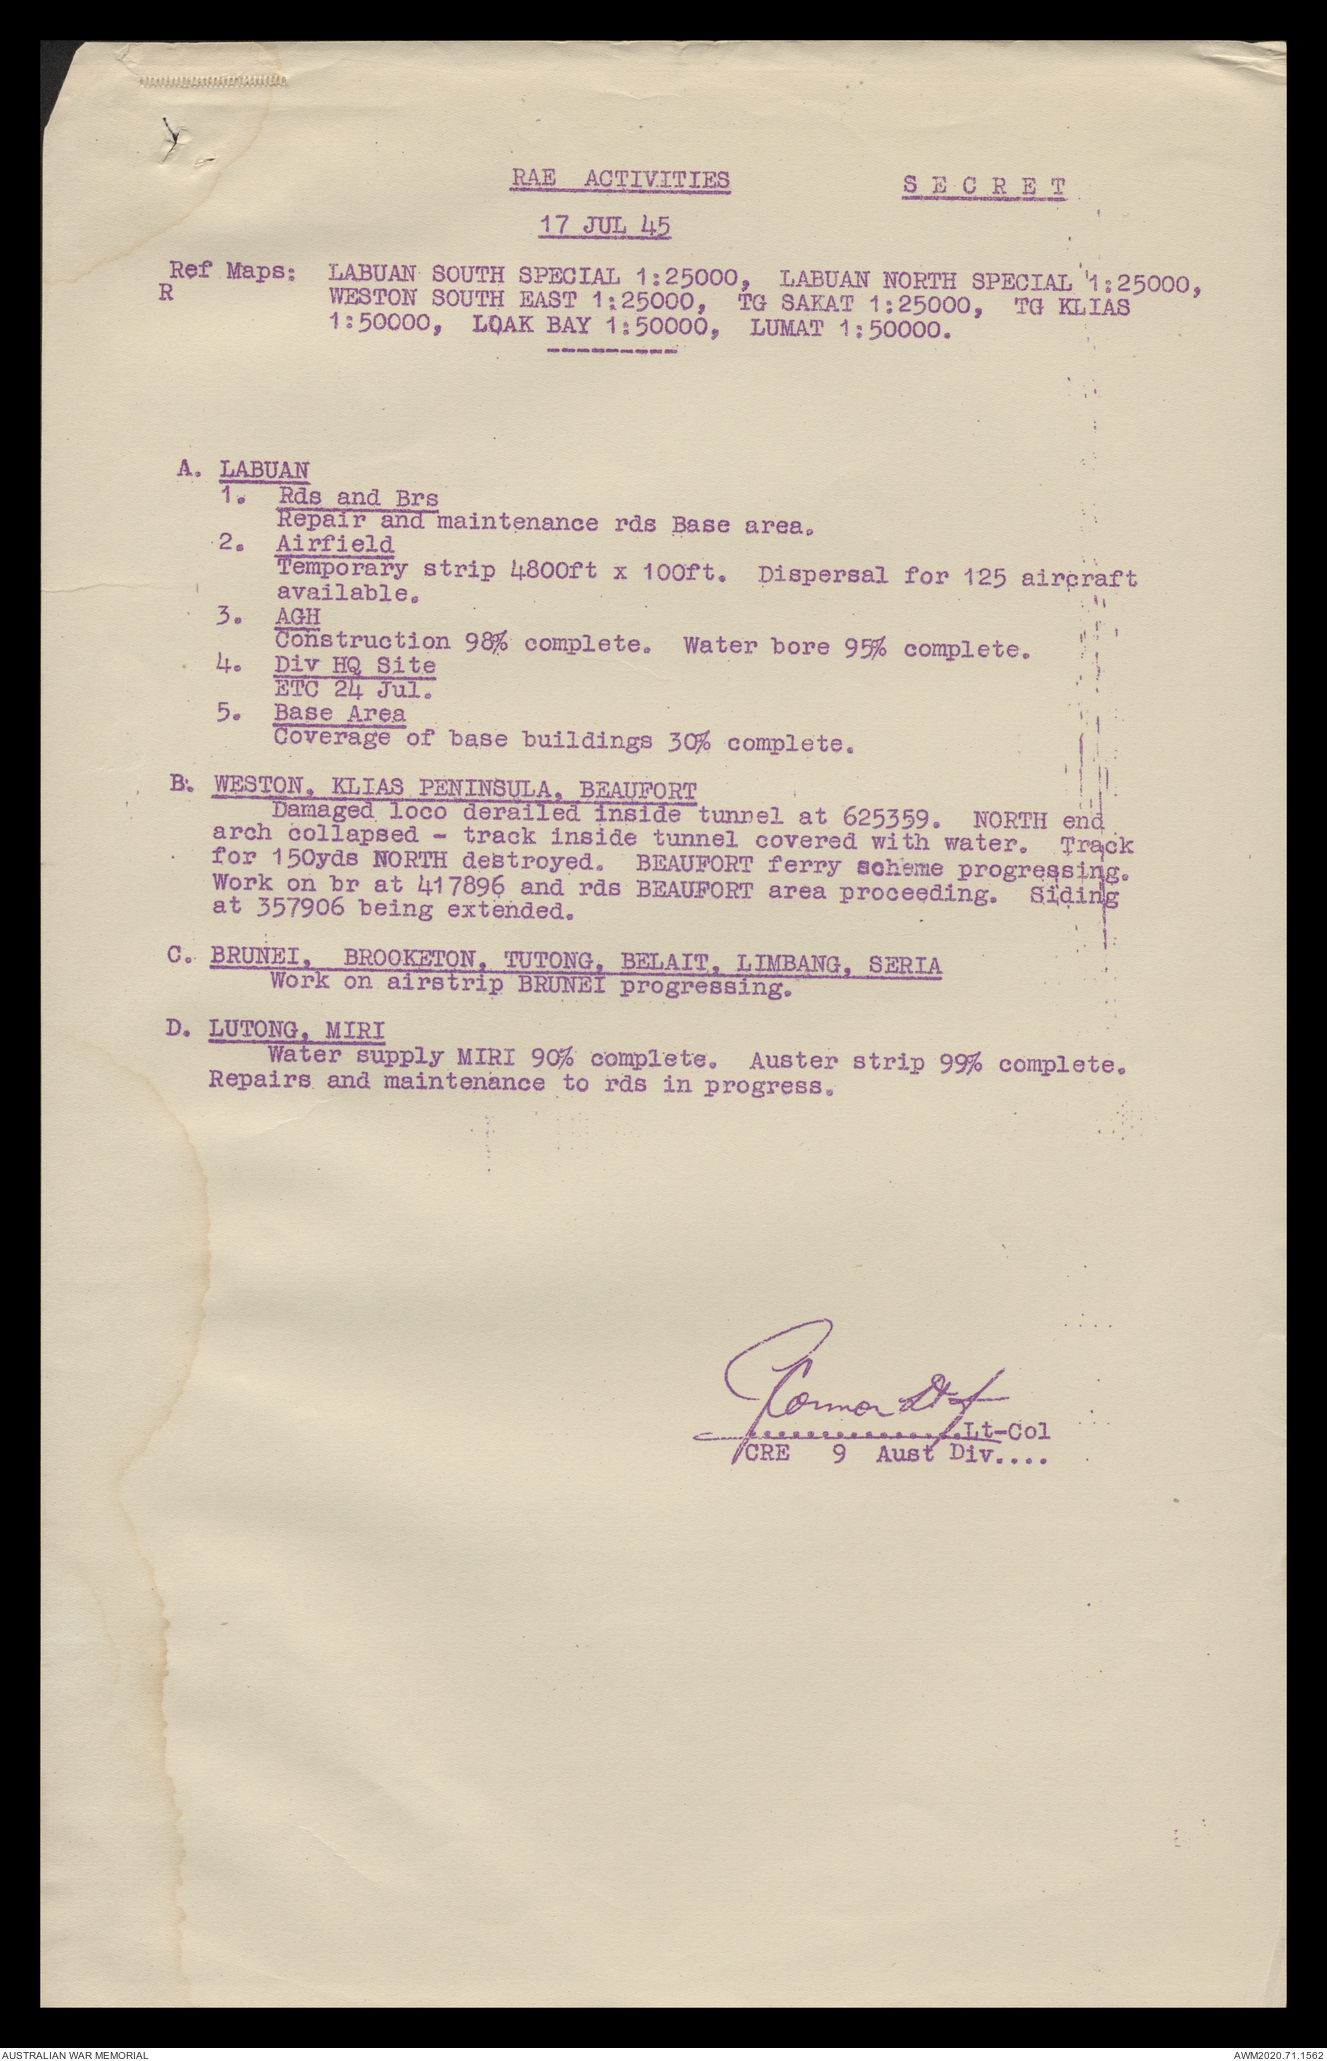 RAE ACTIVITIES
S E C R E T
17 JUL 45
Ref Maps: LABUAN SOUTH SPECIAL 1:25000, LABUAN NORTH SPECIAL 1:25000,
R WESTON SOUTH EAST 1:25000, TG SAKAT 1:25000, TG KLIAS
1:50000, LOAK BAY 1:50000, LUMAT 1:50000.
A. LABUAN
1. Rds and Brs
Repair and maintenance rds Base area.
2. Airfield
Temporary strip 4800ft x 100ft. Dispersal for 125 aircraft
available.
3. AGH
Construction 98% complete. Water bore 95% complete.
4. Div HQ Site
ETC 24 Jul.
5. Base Area
Coverage of base buildings 30% complete.
B. WESTON, KLIAS PENINSULA, BEAUFORT
Damaged loco derailed inside tunnel at 625359. NORTH end
arch collapsed - track inside tunnel covered with water. Track
for 150yds NORTH destroyed. BEAUFORT ferry scheme progressing.
Work on br at 417896 and rds BEAUFORT area proceeding. Siding
at 357906 being extended.
C. BRUNEI, BROOKETON, TUTONG, BELAIT, LIMBANG, SERIA
Work on airstrip BRUNEI progressing.
D. LUTONG, MIRI
Water supply MIRI 90% complete. Auster strip 99% complete.
Repairs and maintenance to rds in progress.
................Lt-Col
CRE 9 Aust Div....
AUSTRALIAN WAR MEMORIAL
AWM2020.71.1562